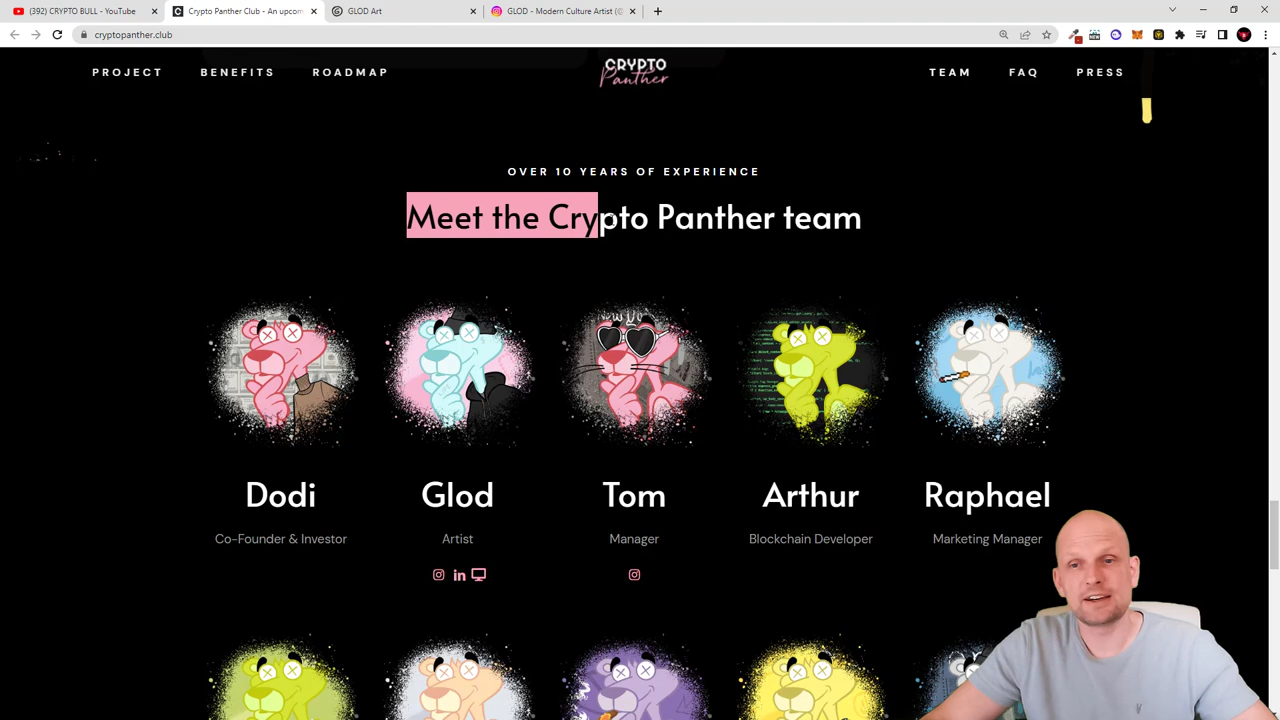 (392) CRYPTO BULL - YouTube
Crypto Panther Club - An upcom
GLOD Art
GLOD - Modern Culture Artist (@
cryptopanther.club
PROJECT
BENEFITS
ROADMAP
CRYPTO
Panther
TEAM
FAQ
PRESS
OVER 10 YEARS OF EXPERIENCE
Meet the Crypto Panther team
Dodi
Glod
Tom
Arthur
Raphael
Co-Founder & Investor
Artist
Manager
Blockchain Developer
Marketing Manager